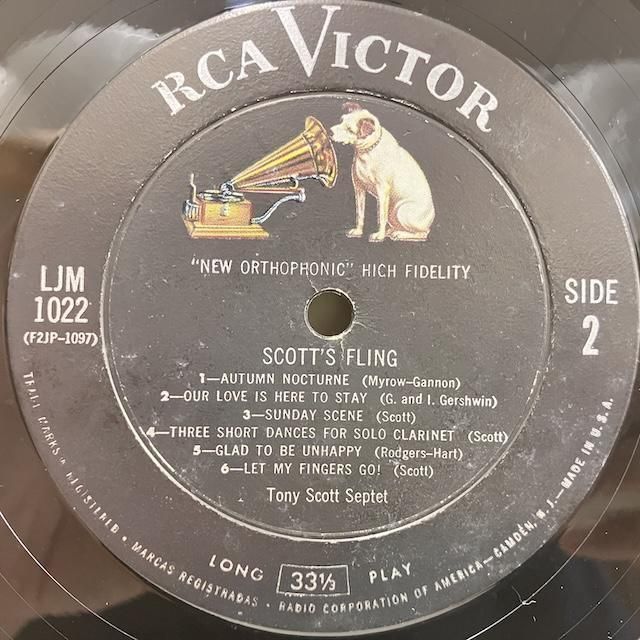 RCA VICTOR
"NEW ORTHOPHONIC" HIGH FIDELITY
LJM
1022
(F2JP-1097)
SIDE
2
SCOTT'S FLING
1—AUTUMN NOCTURNE (Myrow-Gannon)
2—OUR LOVE IS HERE TO STAY (G. and I. Gershwin)
3—SUNDAY SCENE (Scott)
4—THREE SHORT DANCES FOR SOLO CLARINET (Scott)
5—GLAD TO BE UNHAPPY (Rodgers-Hart)
6—LET MY FINGERS GO! (Scott)
Tony Scott Septet
LONG 33⅓ PLAY
TRADE MARKS ® REGISTERED • MARCAS REGISTRADAS • RADIO CORPORATION OF AMERICA—CAMDEN, N. J.—MADE IN U.S.A.